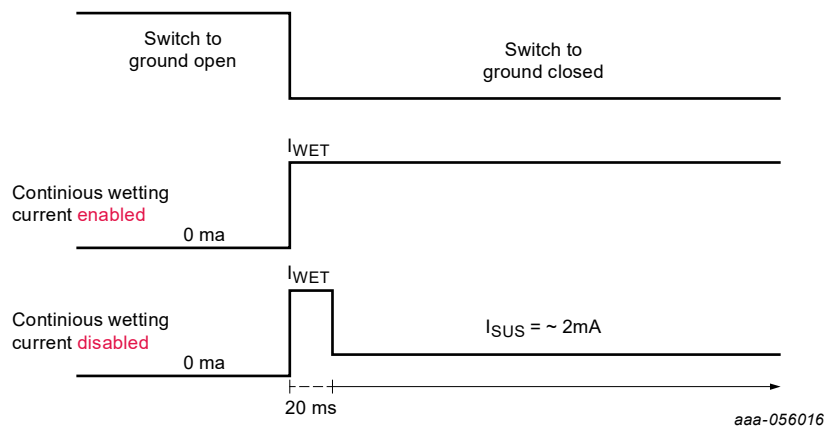 Switch to
ground open
Switch to
ground closed
IWET
Continious wetting
current enabled
0 ma
IWET
Continious wetting
current disabled
ISUS = ~ 2mA
0 ma
20 ms
aaa-056016